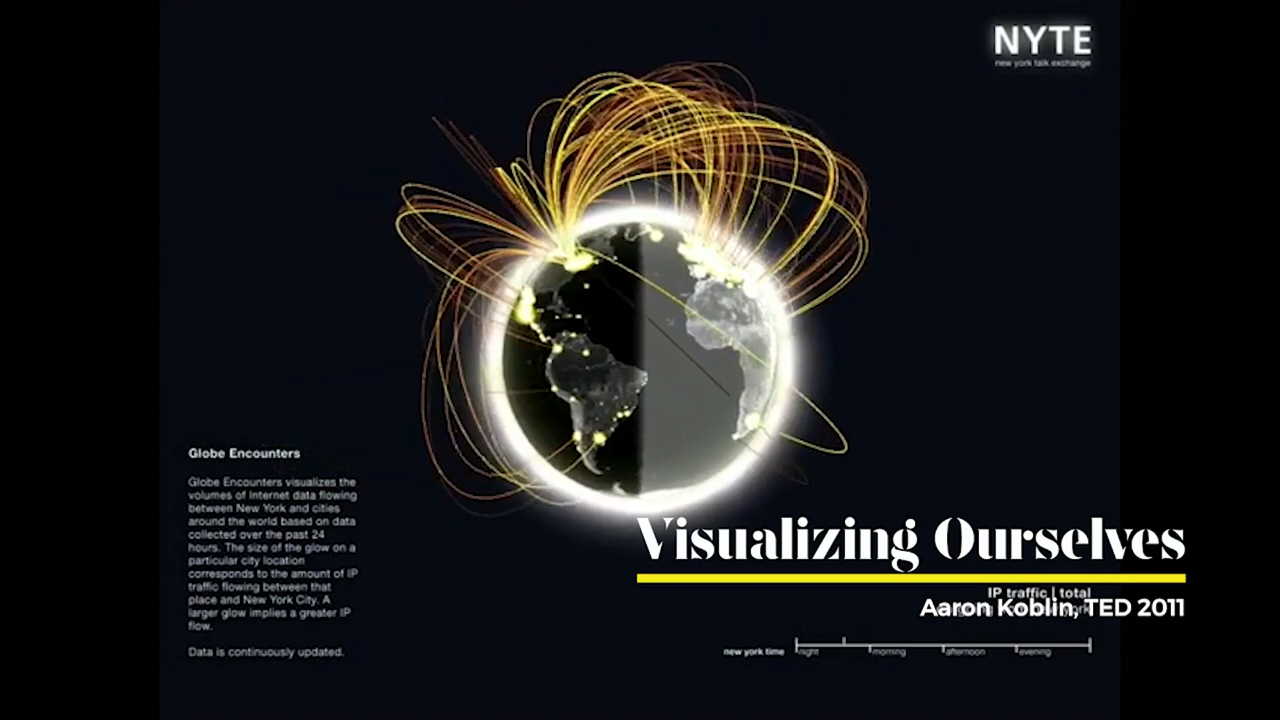 NYTE
new york talk exchange
Globe Encounters
Globe Encounters visualizes the
volumes of Internet data flowing
between New York and cities
around the world based on data
collected over the past 24
hours. The size of the glow on a
particular city location
corresponds to the amount of IP
traffic flowing between that
place and New York City. A
larger glow implies a greater IP
flow.
Data is continuously updated.
Visualizing Ourselves
IP traffic | total
Aaron Koblin, TED 2011
new york time
night morning afternoon evening